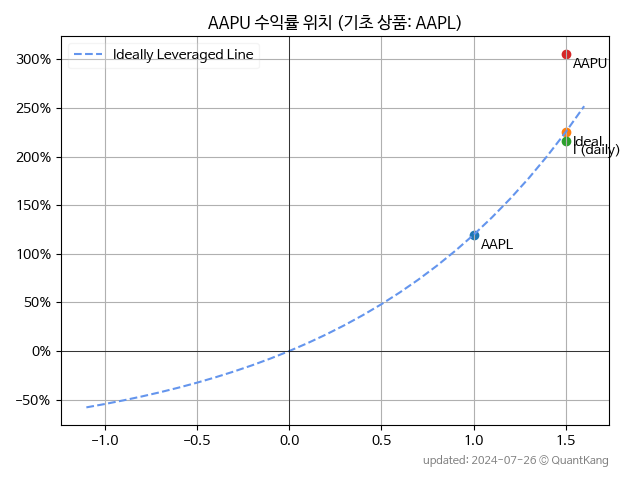 AAPU 수익률 위치 (기초 상품: AAPL)
Ideally Leveraged Line
300%
250%
200%
150%
100%
50%
0%
−50%
AAPU
Ideal
I (daily)
AAPL
−1.0
−0.5
0.0
0.5
1.0
1.5
updated: 2024-07-26 © QuantKang